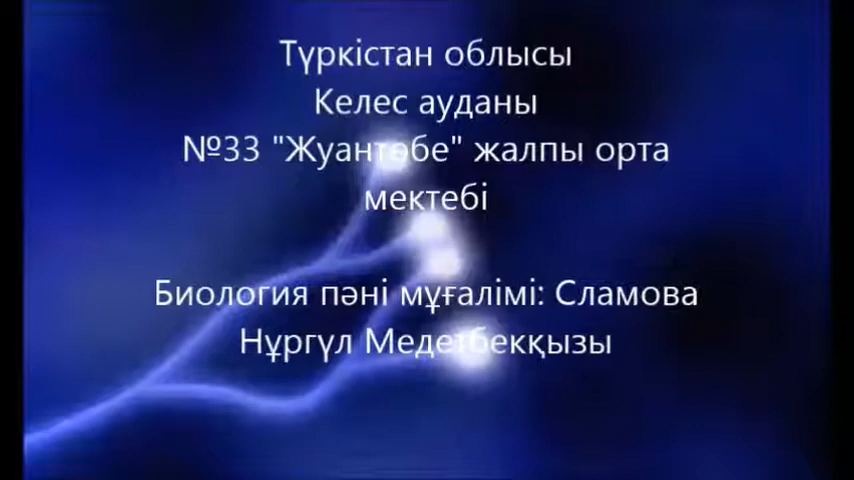 Түркістан облысы
Келес ауданы
№33 "Жуантөбе" жалпы орта
мектебі
Биология пәні мұғалімі: Сламова
Нұргүл Медетбекқызы